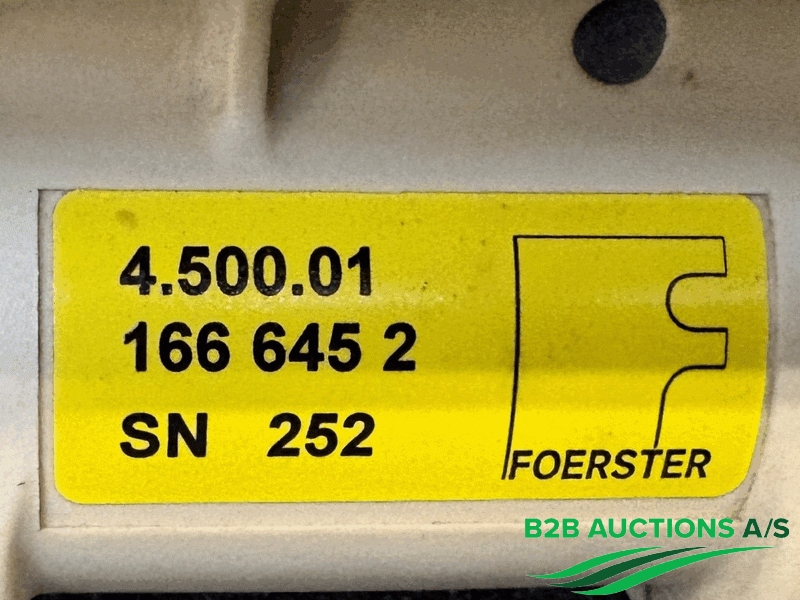 4.500.01
166 645 2
SN 252
FOERSTER
B2B AUCTIONS A/S